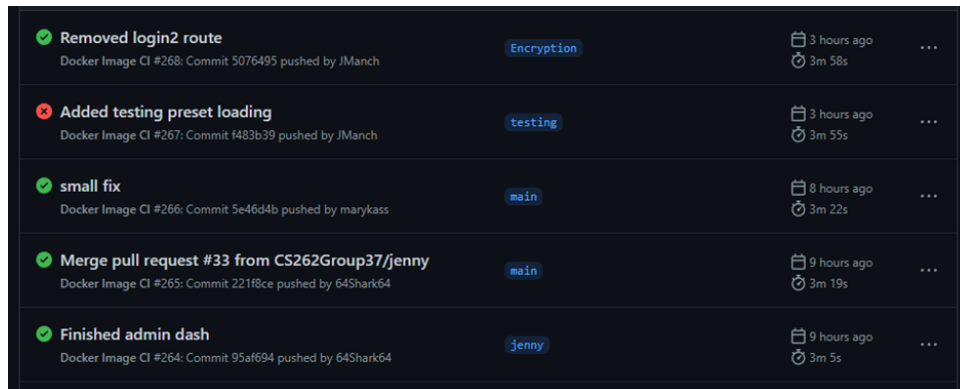 Removed login2 route
Docker Image CI #268: Commit 5076495 pushed by JManch
Encryption
3 hours ago
3m 58s
Added testing preset loading
Docker Image CI #267: Commit f483b39 pushed by JManch
testing
3 hours ago
3m 55s
small fix
Docker Image CI #266: Commit 5e46d4b pushed by marykass
main
8 hours ago
3m 22s
Merge pull request #33 from CS262Group37/jenny
Docker Image CI #265: Commit 221f8ce pushed by 64Shark64
main
9 hours ago
3m 19s
Finished admin dash
Docker Image CI #264: Commit 95af694 pushed by 64Shark64
jenny
9 hours ago
3m 5s